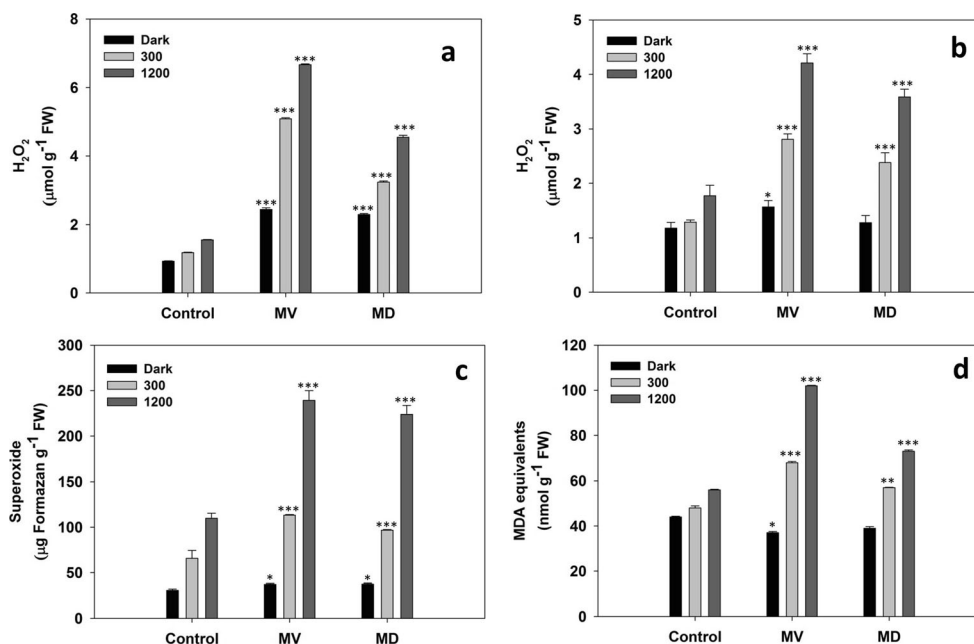 a
Dark
300
1200
H₂O₂
(µmol g⁻¹ FW)
8
6
4
2
0
***
***
***
***
***
***
Control MV MD
b
Dark
300
1200
H₂O₂
(µmol g⁻¹ FW)
5
4
3
2
1
0
*
***
***
***
***
Control MV MD
c
Dark
300
1200
Superoxide
(µg Formazan g⁻¹ FW)
300
250
200
150
100
50
0
*
***
***
*
***
***
Control MV MD
d
Dark
300
1200
MDA equivalents
(nmol g⁻¹ FW)
120
100
80
60
40
20
0
*
***
***
**
***
Control MV MD